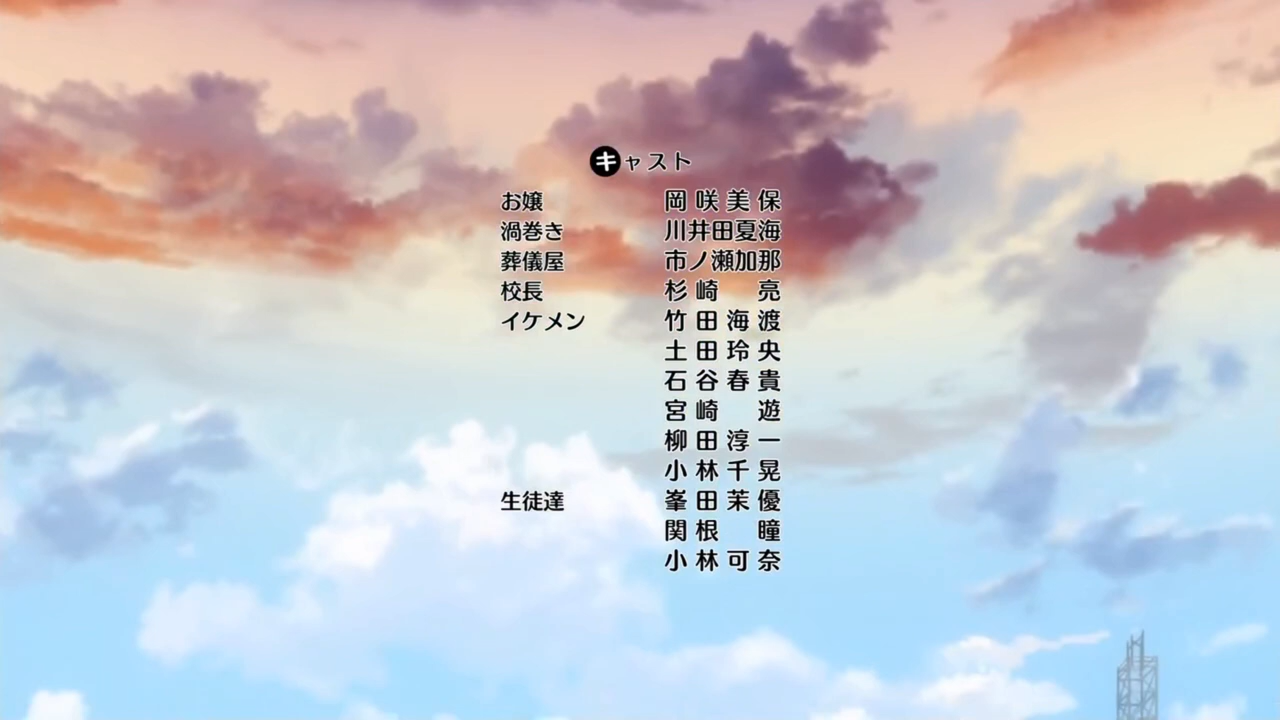 キャスト
お嬢 岡咲美保
渦巻き 川井田夏海
葬儀屋 市ノ瀬加那
校長 杉崎 亮
イケメン 竹田海渡
土田玲央
石谷春貴
宮崎 遊
柳田淳一
小林千晃
生徒達 峯田茉優
関根 瞳
小林可奈